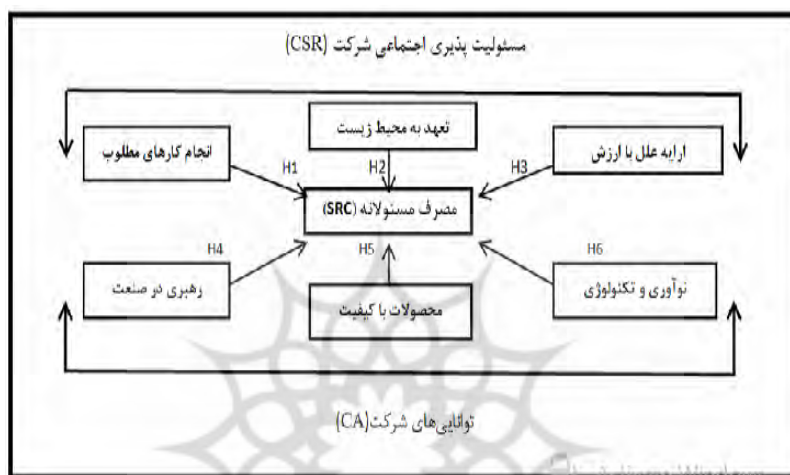 مسئولیت پذیری اجتماعی شرکت (CSR)
تعهد به محیط زیست
انجام کارهای مطلوب
ارایه علل با ارزش
H1
H2
H3
مصرف مسئولانه (SRC)
H4
H5
H6
رهبری در صنعت
محصولات با کیفیت
نوآوری و تکنولوژی
توانایی‌های شرکت(CA)